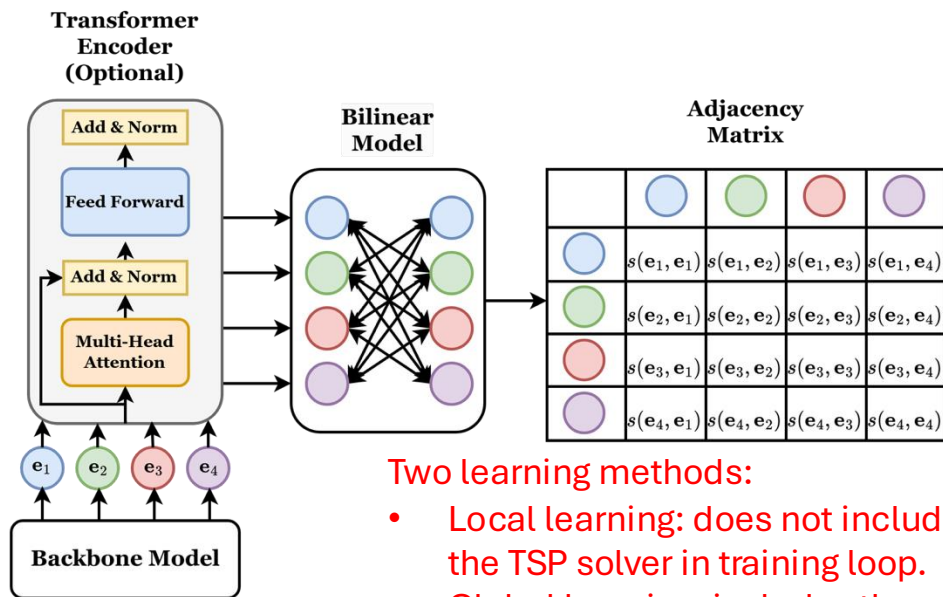 Transformer
Encoder
(Optional)
Add & Norm
Feed Forward
Add & Norm
Multi-Head
Attention
e₁ e₂ e₃ e₄
Backbone Model
Bilinear
Model
Adjacency
Matrix
s(e₁, e₁) s(e₁, e₂) s(e₁, e₃) s(e₁, e₄)
s(e₂, e₁) s(e₂, e₂) s(e₂, e₃) s(e₂, e₄)
s(e₃, e₁) s(e₃, e₂) s(e₃, e₃) s(e₃, e₄)
s(e₄, e₁) s(e₄, e₂) s(e₄, e₃) s(e₄, e₄)
Two learning methods:
• Local learning: does not includ
the TSP solver in training loop.